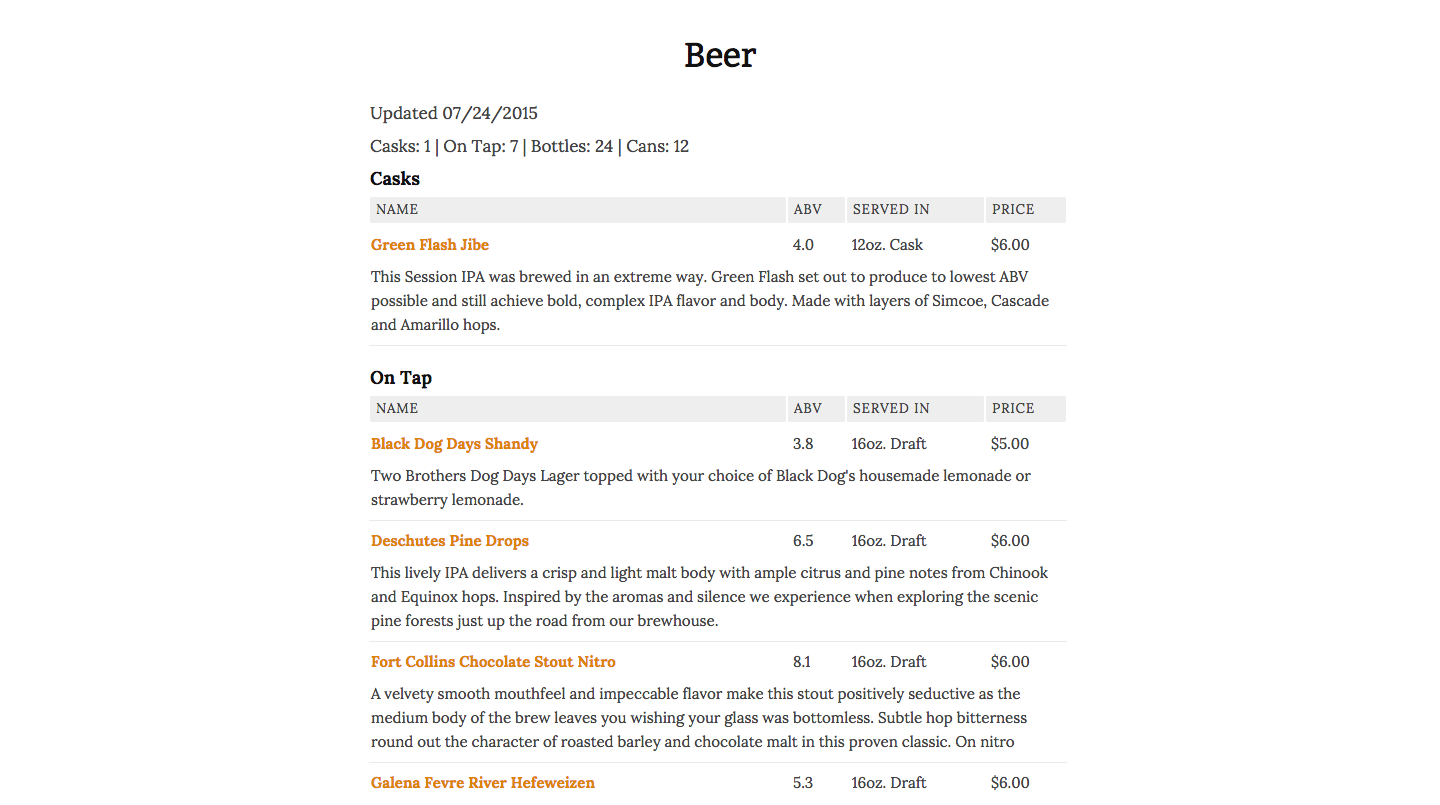 Beer
Updated 07/24/2015
Casks: 1 | On Tap: 7 | Bottles: 24 | Cans: 12
Casks
NAME ABV SERVED IN PRICE
Green Flash Jibe 4.0 12oz. Cask $6.00
This Session IPA was brewed in an extreme way. Green Flash set out to produce to lowest ABV
possible and still achieve bold, complex IPA flavor and body. Made with layers of Simcoe, Cascade
and Amarillo hops.
On Tap
NAME ABV SERVED IN PRICE
Black Dog Days Shandy 3.8 16oz. Draft $5.00
Two Brothers Dog Days Lager topped with your choice of Black Dog's housemade lemonade or
strawberry lemonade.
Deschutes Pine Drops 6.5 16oz. Draft $6.00
This lively IPA delivers a crisp and light malt body with ample citrus and pine notes from Chinook
and Equinox hops. Inspired by the aromas and silence we experience when exploring the scenic
pine forests just up the road from our brewhouse.
Fort Collins Chocolate Stout Nitro 8.1 16oz. Draft $6.00
A velvety smooth mouthfeel and impeccable flavor make this stout positively seductive as the
medium body of the brew leaves you wishing your glass was bottomless. Subtle hop bitterness
round out the character of roasted barley and chocolate malt in this proven classic. On nitro
Galena Fevre River Hefeweizen 5.3 16oz. Draft $6.00